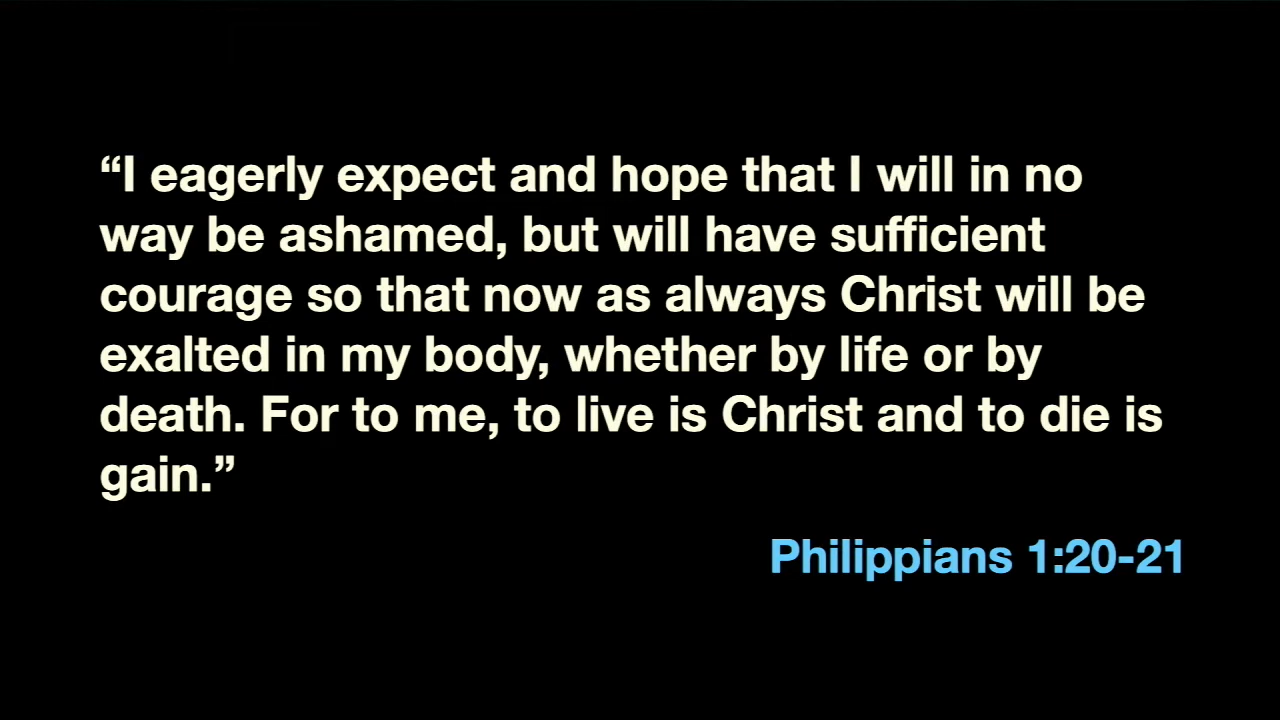 “I eagerly expect and hope that I will in no
way be ashamed, but will have sufficient
courage so that now as always Christ will be
exalted in my body, whether by life or by
death. For to me, to live is Christ and to die is
gain.”
Philippians 1:20-21